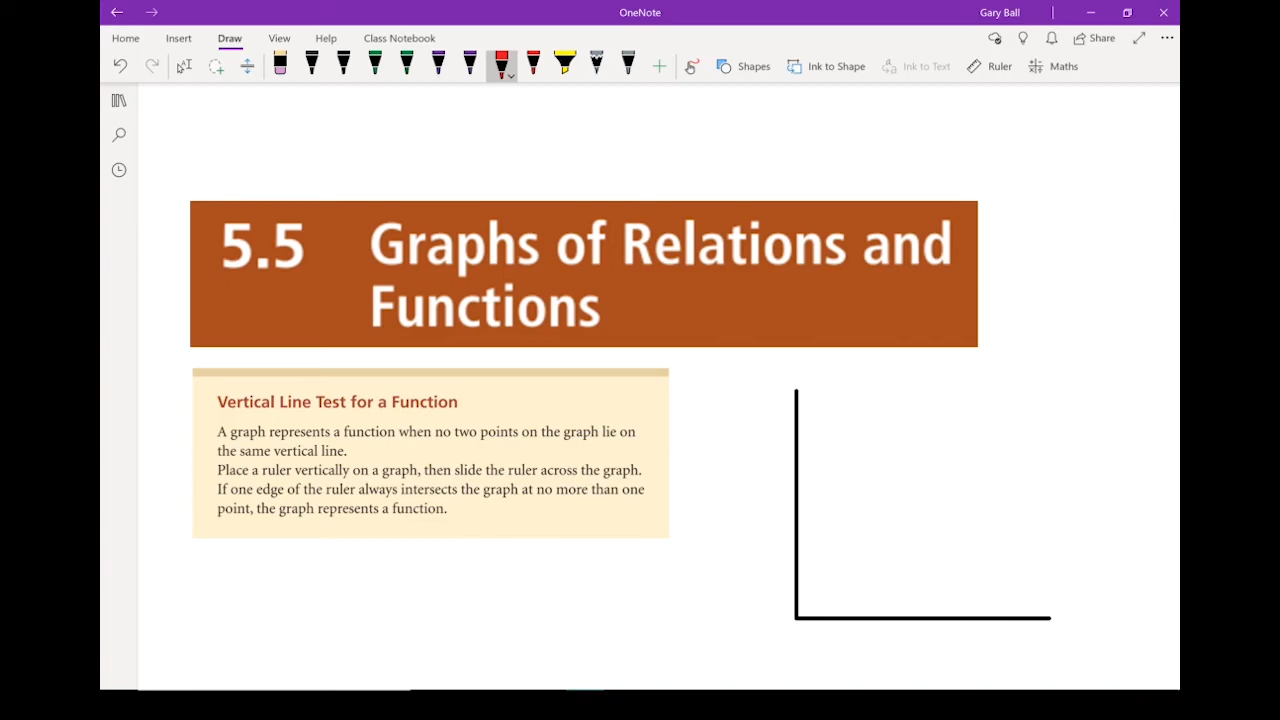 OneNote
Gary Ball
Home Insert Draw View Help Class Notebook
Share
Shapes Ink to Shape Ink to Text Ruler Maths
5.5 Graphs of Relations and
Functions
Vertical Line Test for a Function
A graph represents a function when no two points on the graph lie on
the same vertical line.
Place a ruler vertically on a graph, then slide the ruler across the graph.
If one edge of the ruler always intersects the graph at no more than one
point, the graph represents a function.